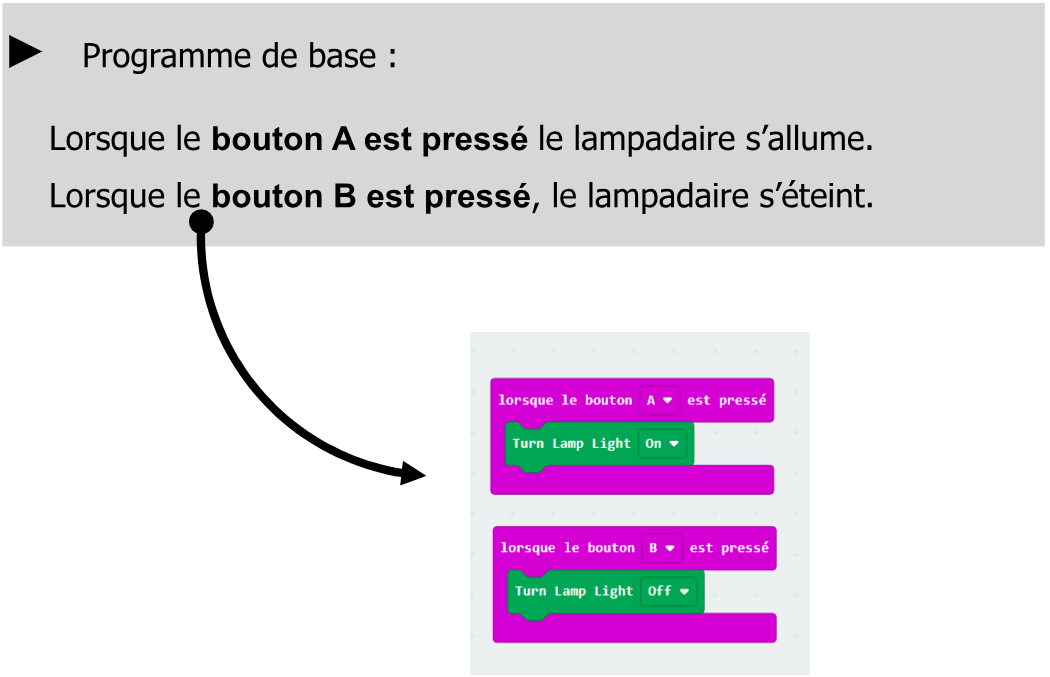 Programme de base :
Lorsque le bouton A est pressé le lampadaire s’allume.
Lorsque le bouton B est pressé, le lampadaire s’éteint.
lorsque le bouton A est pressé
Turn Lamp Light On
lorsque le bouton B est pressé
Turn Lamp Light Off